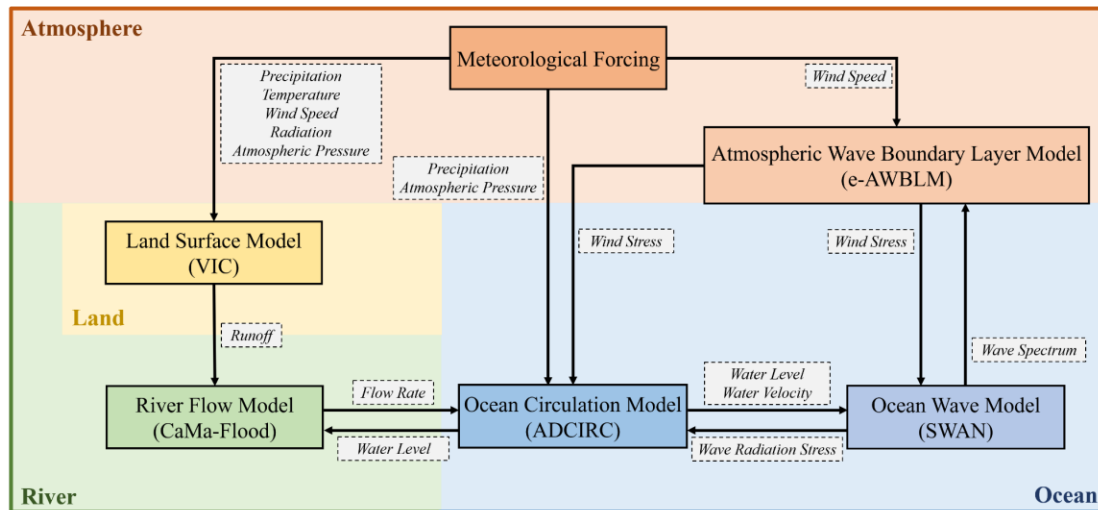 Atmosphere
Meteorological Forcing
Precipitation
Temperature
Wind Speed
Radiation
Atmospheric Pressure
Wind Speed
Precipitation
Atmospheric Pressure
Atmospheric Wave Boundary Layer Model
(e-AWBLM)
Land Surface Model
(VIC)
Wind Stress
Wind Stress
Land
Runoff
Wave Spectrum
River Flow Model
(CaMa-Flood)
Flow Rate
Water Level
Ocean Circulation Model
(ADCIRC)
Water Level
Water Velocity
Wave Radiation Stress
Ocean Wave Model
(SWAN)
River
Ocean